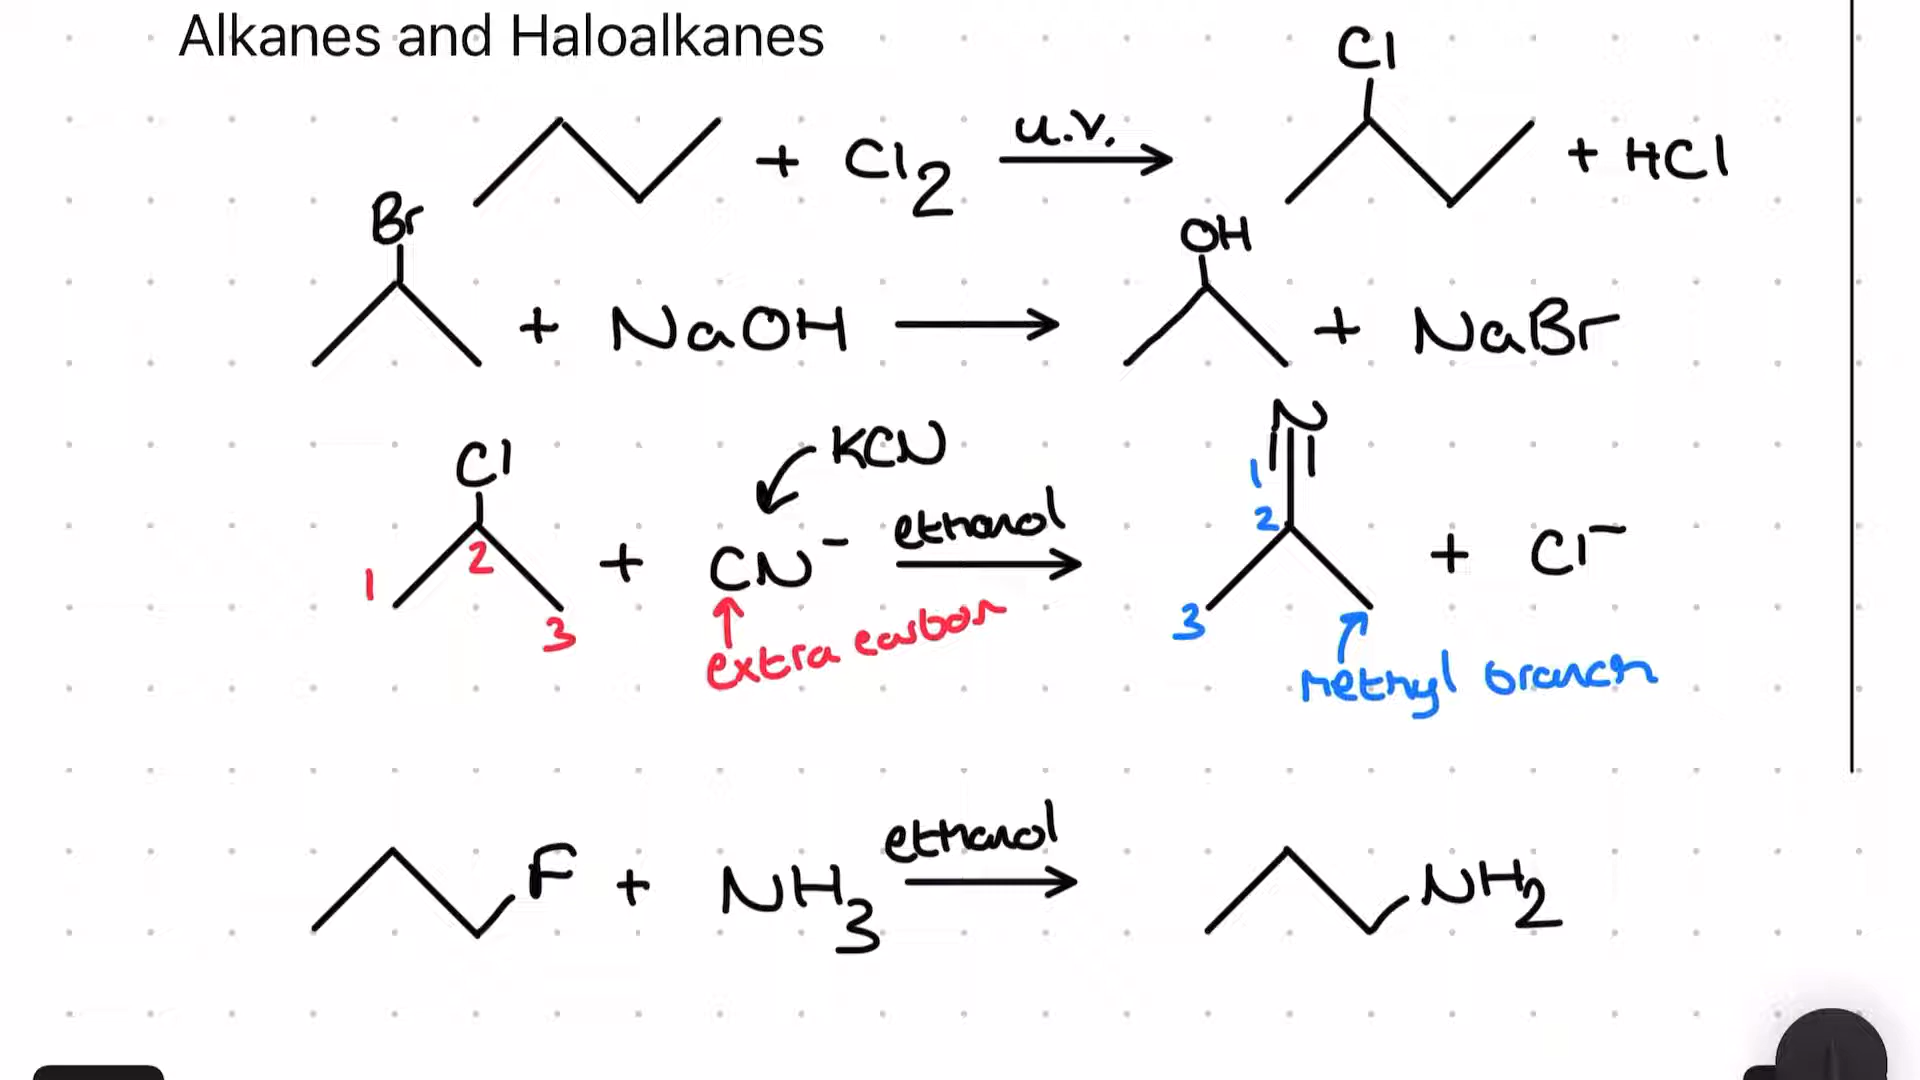 Alkanes and Haloalkanes
Cl
+ Cl2 u.v. + HCl
Br OH
+ NaOH + NaBr
N
Cl KCN 1
2 + CN− ethanol 2 + Cl−
1 3 extra carbon 3
methyl branch
F + NH3 ethanol NH2